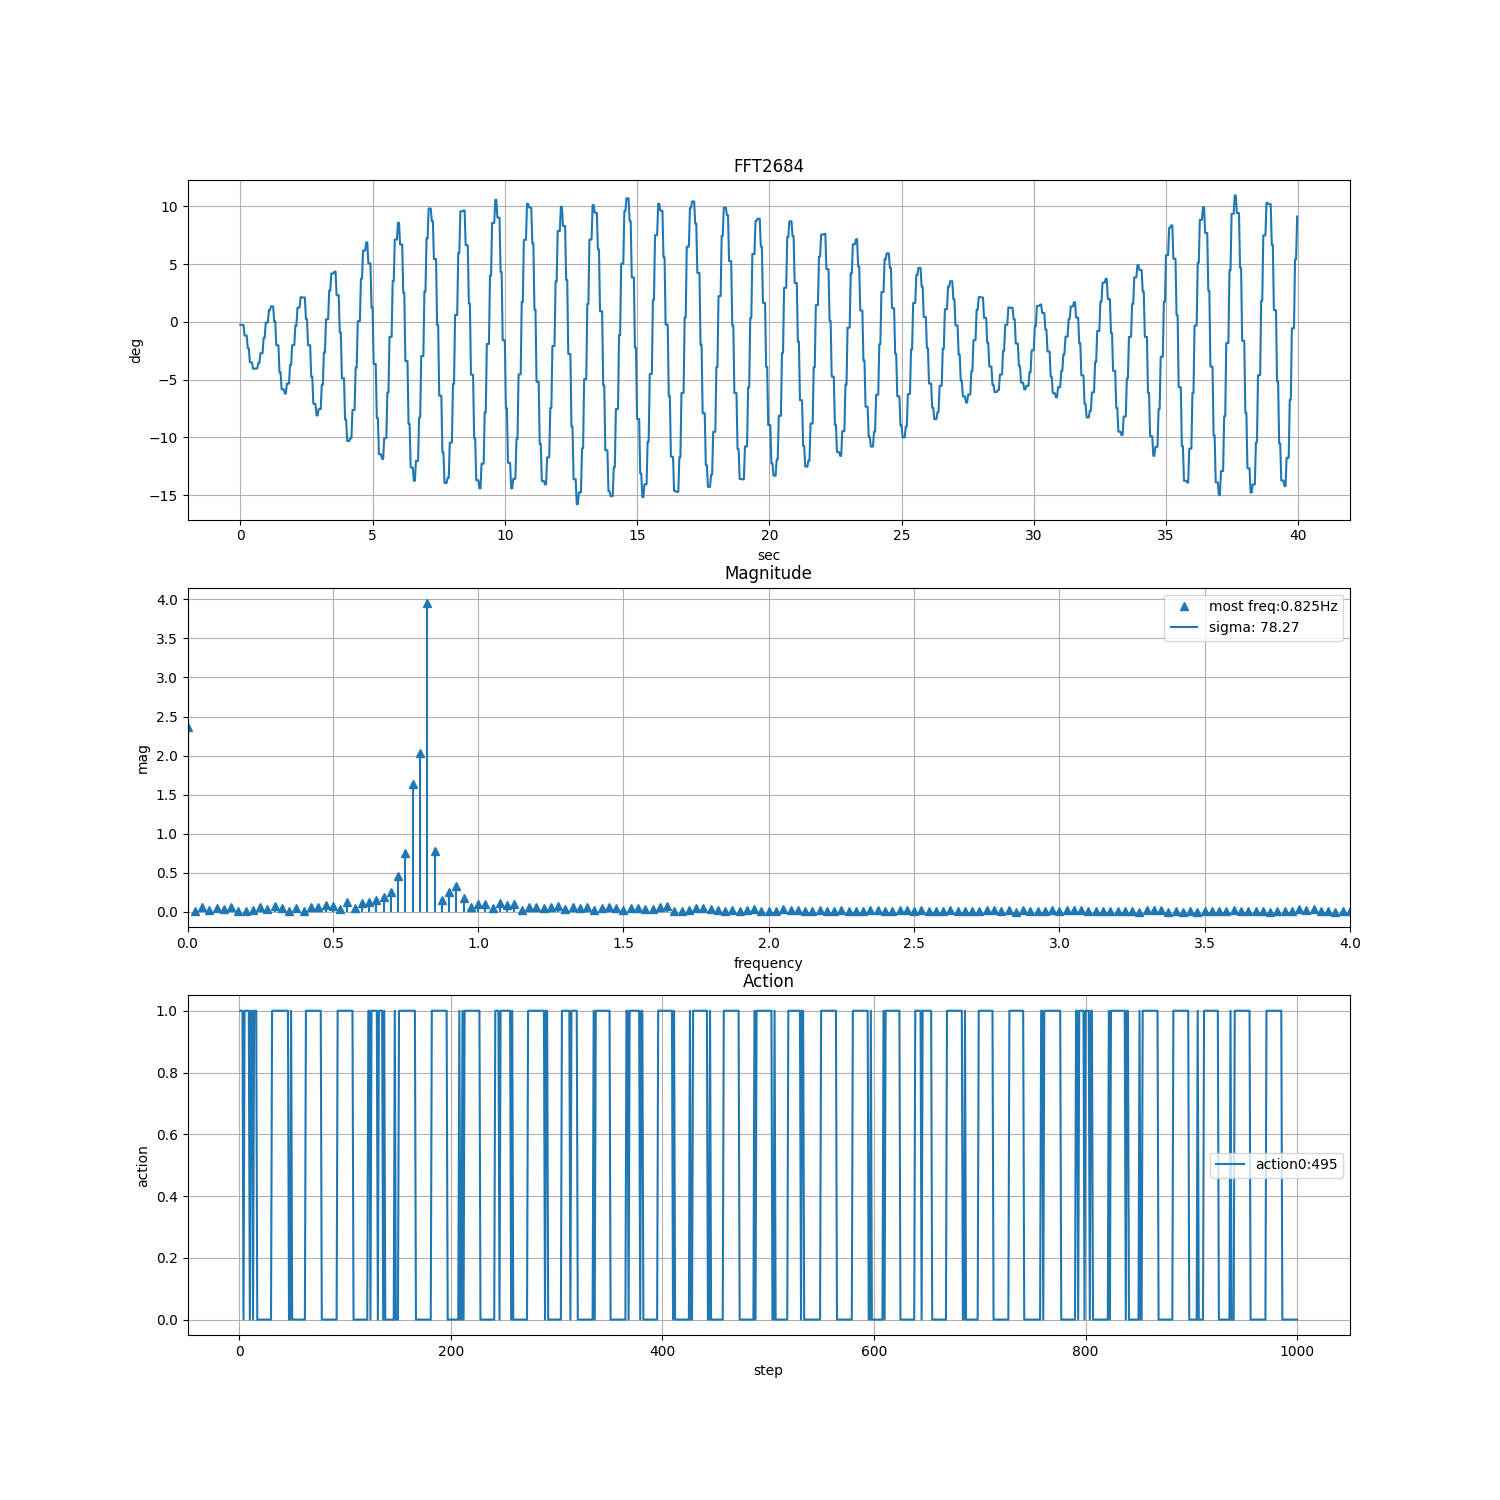 FFT2684
10
5
0
−5
−10
−15
deg
0 5 10 15 20 25 30 35 40
sec
Magnitude
4.0
3.5
3.0
2.5
2.0
1.5
1.0
0.5
0.0
mag
most freq:0.825Hz
sigma: 78.27
0.0 0.5 1.0 1.5 2.0 2.5 3.0 3.5 4.0
frequency
Action
1.0
0.8
0.6
0.4
0.2
0.0
action
action0:495
0 200 400 600 800 1000
step